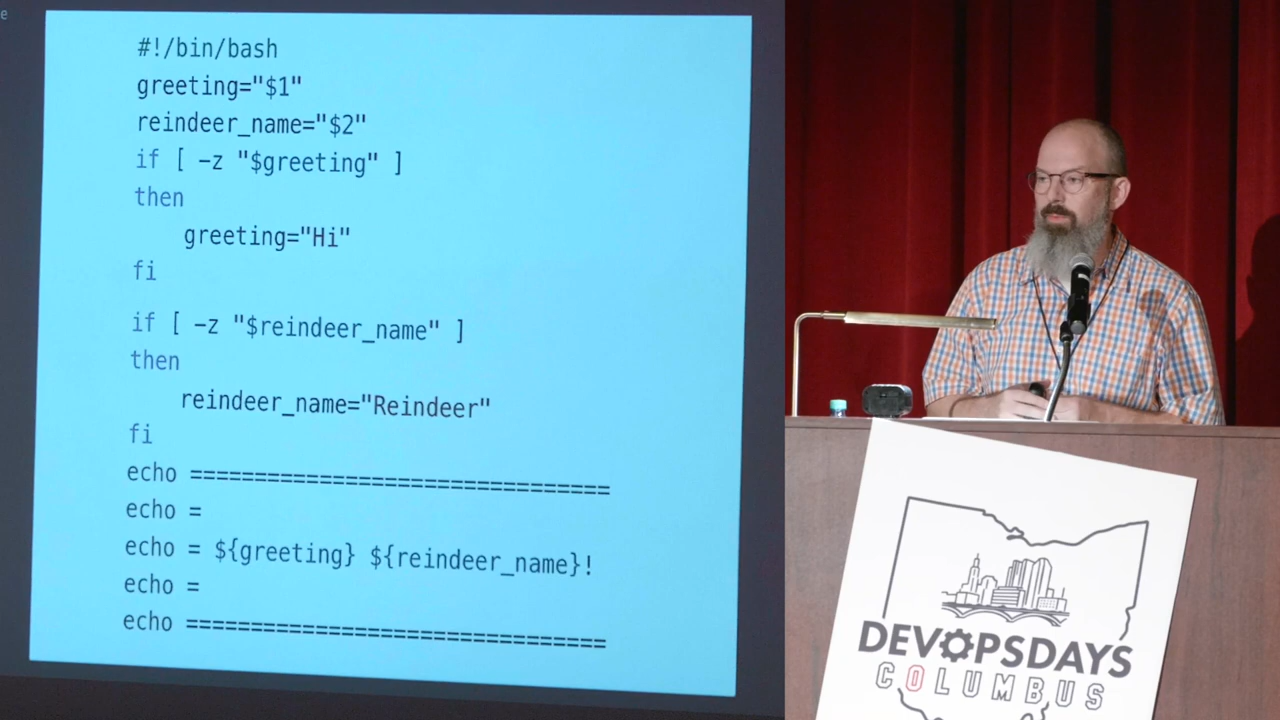 e
#!/bin/bash
greeting="$1"
reindeer_name="$2"
if [ -z "$greeting" ]
then
    greeting="Hi"
fi
if [ -z "$reindeer_name" ]
then
    reindeer_name="Reindeer"
fi
echo ==============================
echo =
echo = ${greeting} ${reindeer_name}!
echo =
echo ==============================
DEVOPSDAYS
COLUMBUS